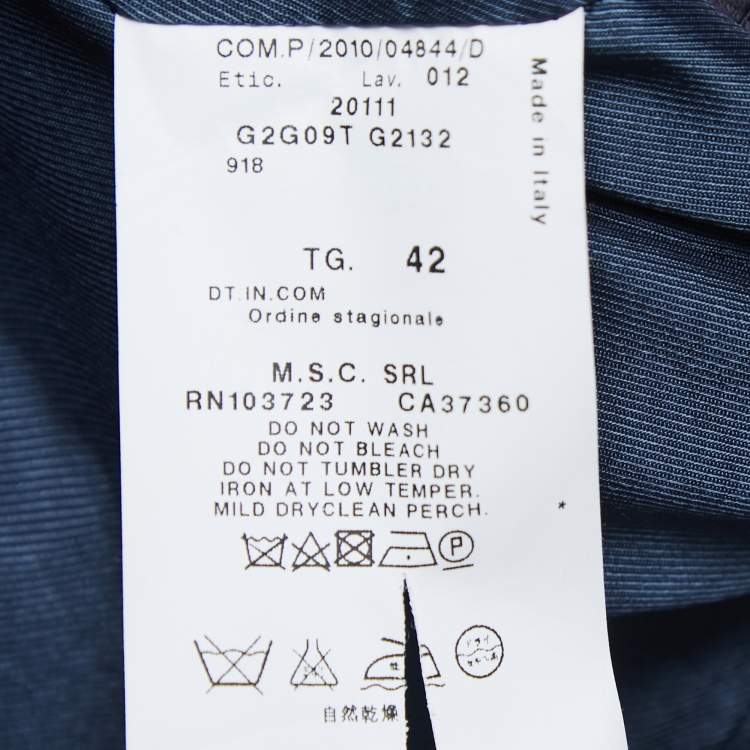 COM.P/2010/04844/D
Etic. Lav. 012
20111
G2G09T G2132
918
Made in Italy
TG. 42
DT.IN.COM
Ordine stagionale
M.S.C. SRL
RN103723 CA37360
DO NOT WASH
DO NOT BLEACH
DO NOT TUMBLER DRY
IRON AT LOW TEMPER.
MILD DRYCLEAN PERCH.
*
P
自然乾燥